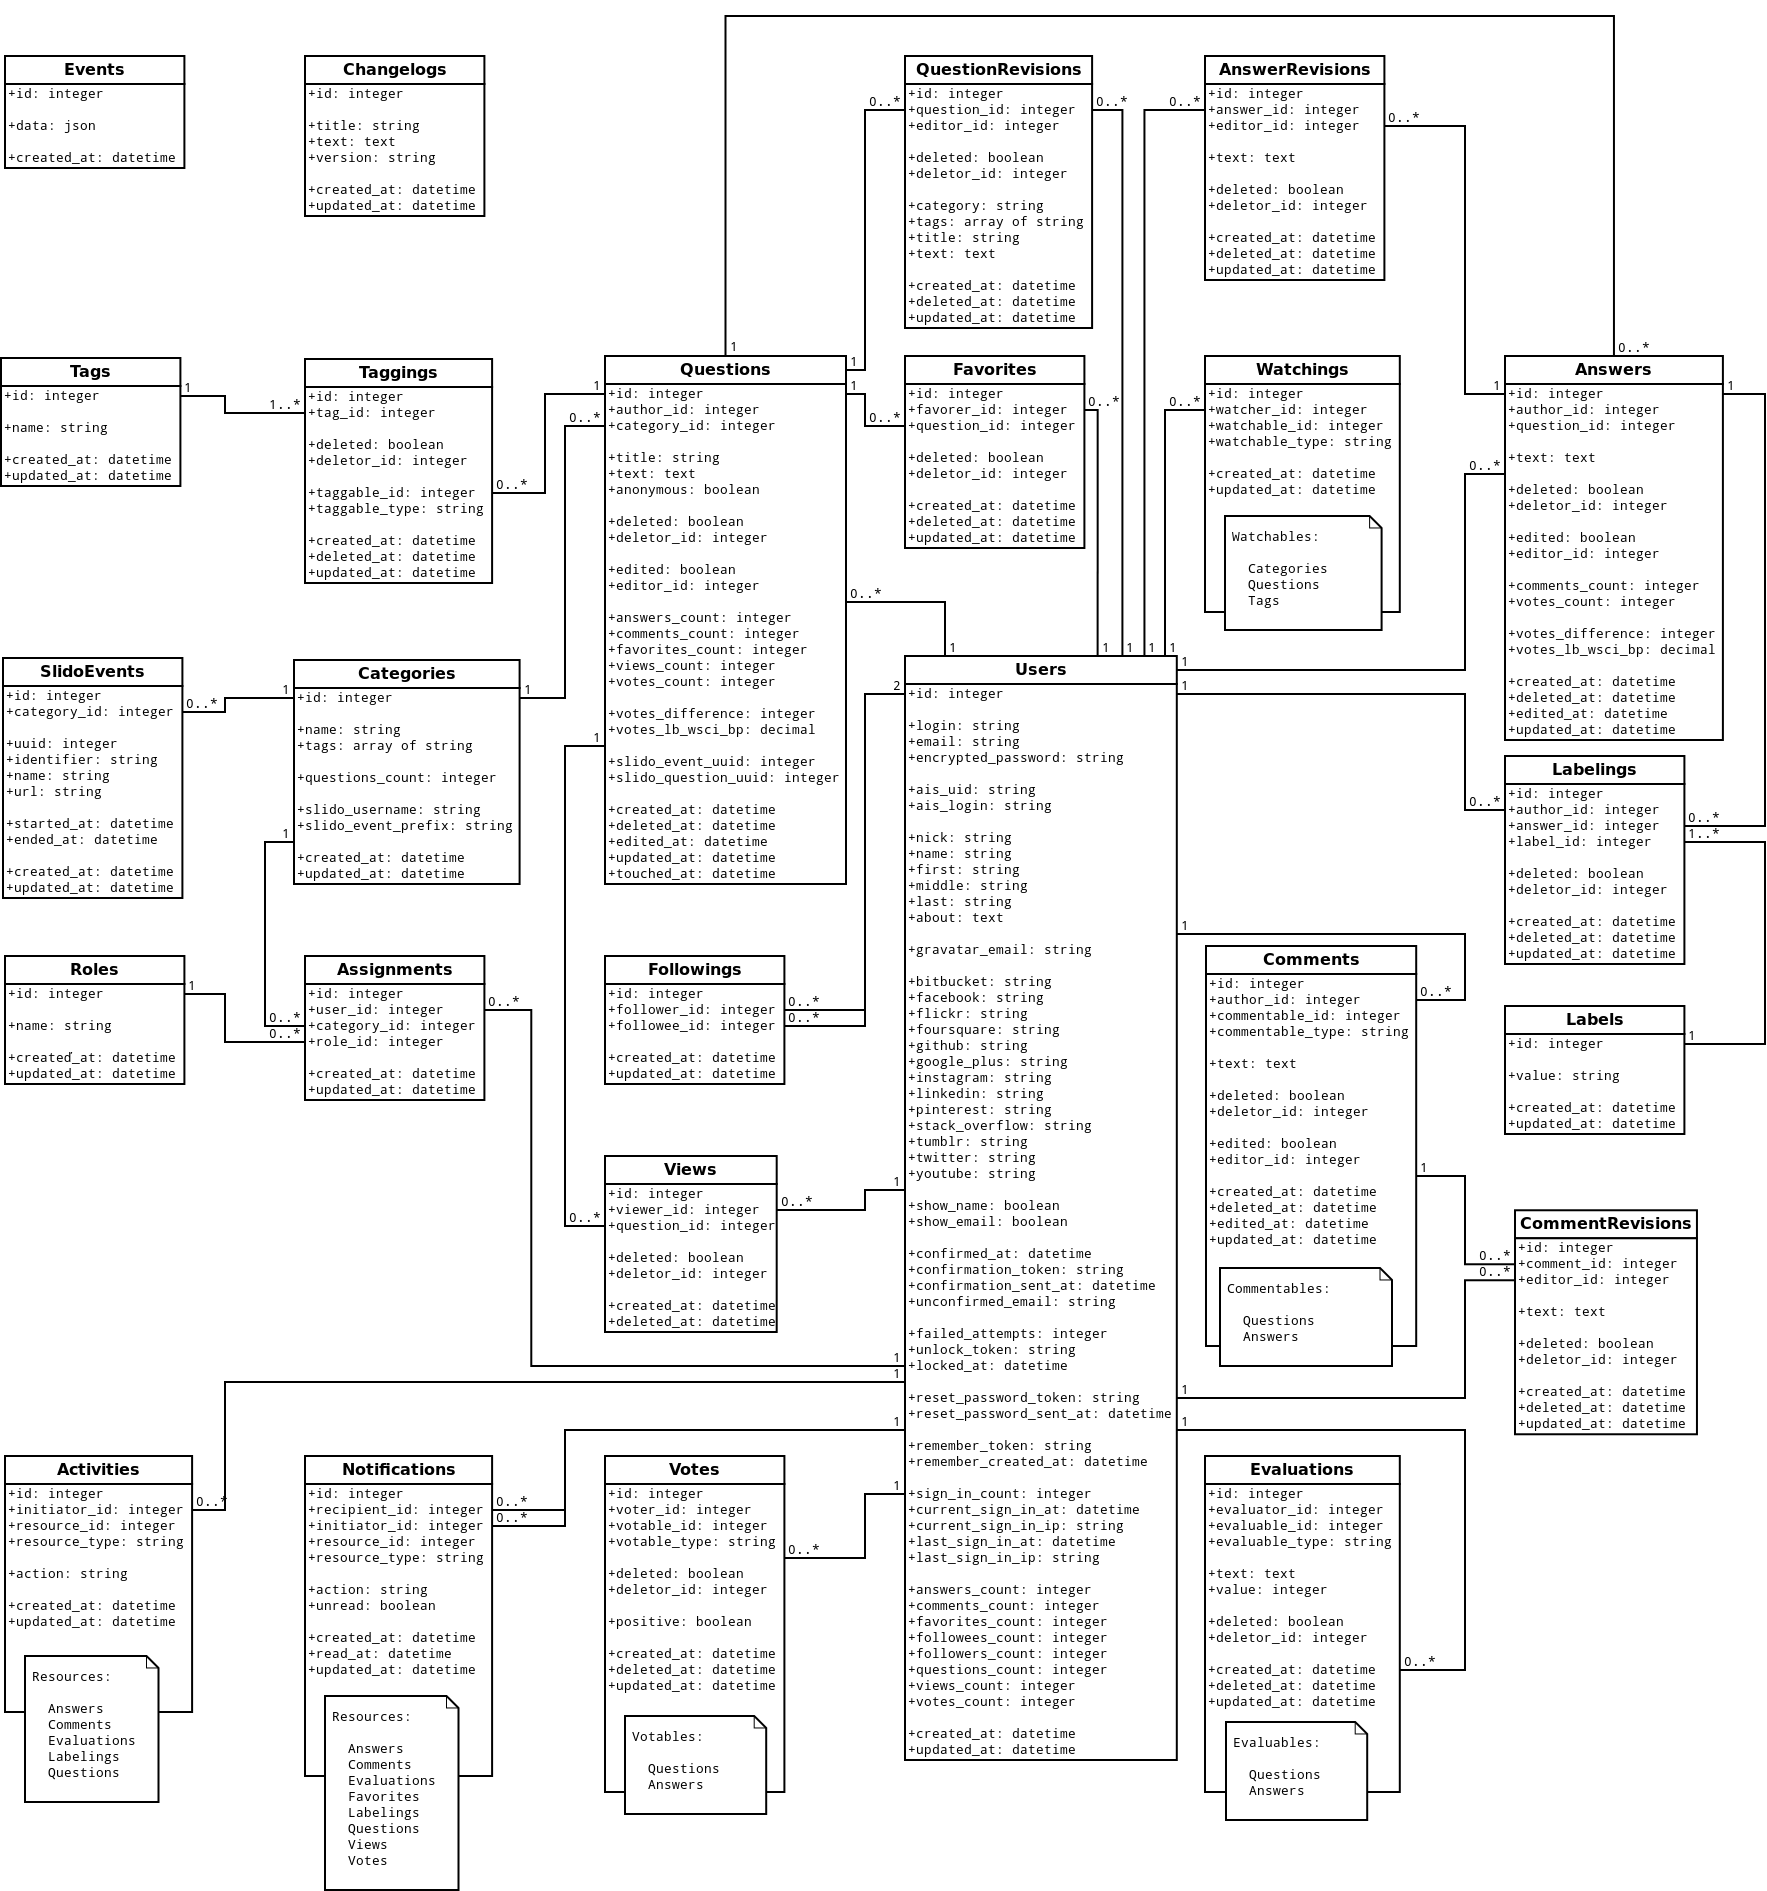 Events
+id: integer
+data: json
+created_at: datetime
Changelogs
+id: integer
+title: string
+text: text
+version: string
+created_at: datetime
+updated_at: datetime
QuestionRevisions
+id: integer
+question_id: integer
+editor_id: integer
+deleted: boolean
+deletor_id: integer
+category: string
+tags: array of string
+title: string
+text: text
+created_at: datetime
+deleted_at: datetime
+updated_at: datetime
0..*
0..*
AnswerRevisions
+id: integer
+answer_id: integer
+editor_id: integer
+text: text
+deleted: boolean
+deletor_id: integer
+created_at: datetime
+deleted_at: datetime
+updated_at: datetime
0..*
0..*
Tags
+id: integer
+name: string
+created_at: datetime
+updated_at: datetime
1
1..*
Taggings
+id: integer
+tag_id: integer
+deleted: boolean
+deletor_id: integer
+taggable_id: integer
+taggable_type: string
+created_at: datetime
+deleted_at: datetime
+updated_at: datetime
0..*
1
0..*
1
1
1
Questions
+id: integer
+author_id: integer
+category_id: integer
+title: string
+text: text
+anonymous: boolean
+deleted: boolean
+deletor_id: integer
+edited: boolean
+editor_id: integer
+answers_count: integer
+comments_count: integer
+favorites_count: integer
+views_count: integer
+votes_count: integer
+votes_difference: integer
+votes_lb_wsci_bp: decimal
+slido_event_uuid: integer
+slido_question_uuid: integer
+created_at: datetime
+deleted_at: datetime
+edited_at: datetime
+updated_at: datetime
+touched_at: datetime
1
0..*
1
0..*
Favorites
+id: integer
+favorer_id: integer
+question_id: integer
+deleted: boolean
+deletor_id: integer
+created_at: datetime
+deleted_at: datetime
+updated_at: datetime
0..*
0..*
Watchings
+id: integer
+watcher_id: integer
+watchable_id: integer
+watchable_type: string
+created_at: datetime
+updated_at: datetime
Watchables:
Categories
Questions
Tags
0..*
1
0..*
Answers
+id: integer
+author_id: integer
+question_id: integer
+text: text
+deleted: boolean
+deletor_id: integer
+edited: boolean
+editor_id: integer
+comments_count: integer
+votes_count: integer
+votes_difference: integer
+votes_lb_wsci_bp: decimal
+created_at: datetime
+deleted_at: datetime
+edited_at: datetime
+updated_at: datetime
1
SlidoEvents
+id: integer
+category_id: integer
+uuid: integer
+identifier: string
+name: string
+url: string
+started_at: datetime
+ended_at: datetime
+created_at: datetime
+updated_at: datetime
0..*
1
Categories
+id: integer
+name: string
+tags: array of string
+questions_count: integer
+slido_username: string
+slido_event_prefix: string
+created_at: datetime
+updated_at: datetime
1
1
1
1
1
1
1
1
2
Users
+id: integer
+login: string
+email: string
+encrypted_password: string
+ais_uid: string
+ais_login: string
+nick: string
+name: string
+first: string
+middle: string
+last: string
+about: text
+gravatar_email: string
+bitbucket: string
+facebook: string
+flickr: string
+foursquare: string
+github: string
+google_plus: string
+instagram: string
+linkedin: string
+pinterest: string
+stack_overflow: string
+tumblr: string
+twitter: string
+youtube: string
+show_name: boolean
+show_email: boolean
+confirmed_at: datetime
+confirmation_token: string
+confirmation_sent_at: datetime
+unconfirmed_email: string
+failed_attempts: integer
+unlock_token: string
+locked_at: datetime
+reset_password_token: string
+reset_password_sent_at: datetime
+remember_token: string
+remember_created_at: datetime
+sign_in_count: integer
+current_sign_in_at: datetime
+current_sign_in_ip: string
+last_sign_in_at: datetime
+last_sign_in_ip: string
+answers_count: integer
+comments_count: integer
+favorites_count: integer
+followees_count: integer
+followers_count: integer
+questions_count: integer
+views_count: integer
+votes_count: integer
+created_at: datetime
+updated_at: datetime
1
1
1
1
1
1
1
1
1
1
0..*
Labelings
+id: integer
+author_id: integer
+answer_id: integer
+label_id: integer
+deleted: boolean
+deletor_id: integer
+created_at: datetime
+deleted_at: datetime
+updated_at: datetime
0..*
1..*
Roles
+id: integer
+name: string
+created_at: datetime
+updated_at: datetime
1
0..*
0..*
Assignments
+id: integer
+user_id: integer
+category_id: integer
+role_id: integer
+created_at: datetime
+updated_at: datetime
0..*
Followings
+id: integer
+follower_id: integer
+followee_id: integer
+created_at: datetime
+updated_at: datetime
0..*
0..*
Comments
+id: integer
+author_id: integer
+commentable_id: integer
+commentable_type: string
+text: text
+deleted: boolean
+deletor_id: integer
+edited: boolean
+editor_id: integer
+created_at: datetime
+deleted_at: datetime
+edited_at: datetime
+updated_at: datetime
Commentables:
Questions
Answers
0..*
1
Labels
+id: integer
+value: string
+created_at: datetime
+updated_at: datetime
1
0..*
Views
+id: integer
+viewer_id: integer
+question_id: integer
+deleted: boolean
+deletor_id: integer
+created_at: datetime
+deleted_at: datetime
0..*
0..*
0..*
CommentRevisions
+id: integer
+comment_id: integer
+editor_id: integer
+text: text
+deleted: boolean
+deletor_id: integer
+created_at: datetime
+deleted_at: datetime
+updated_at: datetime
Activities
+id: integer
+initiator_id: integer
+resource_id: integer
+resource_type: string
+action: string
+created_at: datetime
+updated_at: datetime
Resources:
Answers
Comments
Evaluations
Labelings
Questions
0..*
Notifications
+id: integer
+recipient_id: integer
+initiator_id: integer
+resource_id: integer
+resource_type: string
+action: string
+unread: boolean
+created_at: datetime
+read_at: datetime
+updated_at: datetime
Resources:
Answers
Comments
Evaluations
Favorites
Labelings
Questions
Views
Votes
0..*
0..*
Votes
+id: integer
+voter_id: integer
+votable_id: integer
+votable_type: string
+deleted: boolean
+deletor_id: integer
+positive: boolean
+created_at: datetime
+deleted_at: datetime
+updated_at: datetime
Votables:
Questions
Answers
0..*
Evaluations
+id: integer
+evaluator_id: integer
+evaluable_id: integer
+evaluable_type: string
+text: text
+value: integer
+deleted: boolean
+deletor_id: integer
+created_at: datetime
+deleted_at: datetime
+updated_at: datetime
Evaluables:
Questions
Answers
0..*